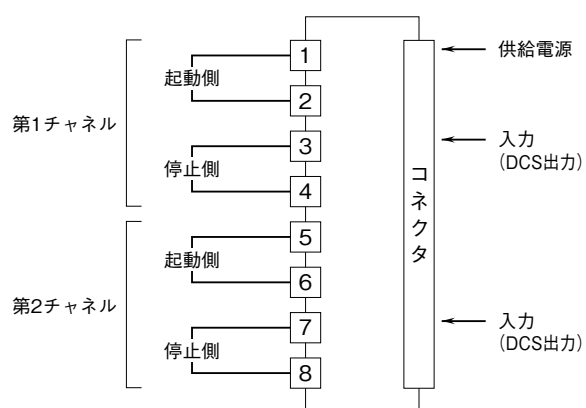 第1チャネル
起動側
停止側
1
2
3
4
第2チャネル
起動側
停止側
5
6
7
8
コネクタ
供給電源
入力
(DCS出力)
入力
(DCS出力)